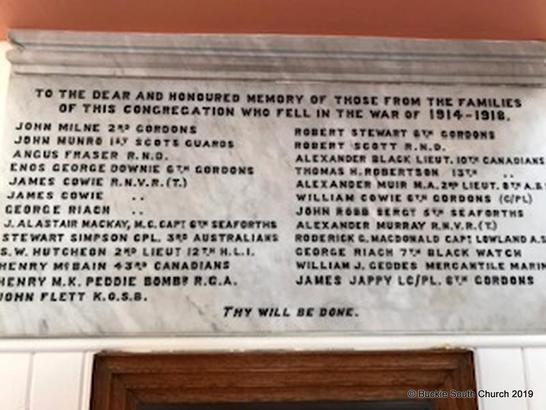 TO THE DEAR AND HONOURED MEMORY OF THOSE FROM THE FAMILIES
OF THIS CONGREGATION WHO FELL IN THE WAR OF 1914-1918.
JOHN MILNE 2ND GORDONS
JOHN MUNRO 1ST SCOTS GUARDS
ANGUS FRASER R.N.D.
ENOS GEORGE DOWNIE 6TH GORDONS
JAMES COWIE R.N.V.R.(T.)
JAMES COWIE " "
GEORGE RIACH " "
J. ALASTAIR MACKAY, M.C. CAPT 6TH SEAFORTHS
STEWART SIMPSON CPL. 3RD AUSTRALIANS
S.W. HUTCHEON 2ND LIEUT 12TH H.L.I.
HENRY McBAIN 43RD CANADIANS
HENRY M.K. PEDDIE BOMBR R.G.A.
JOHN FLETT K.O.S.B.
ROBERT STEWART 6TH GORDONS
ROBERT SCOTT R.N.D.
ALEXANDER BLACK LIEUT. 10TH CANADIANS
THOMAS H. ROBERTSON 13TH " "
ALEXANDER MUIR M.A. 2ND LIEUT. 8TH A.&
WILLIAM COWIE 6TH GORDONS (C/PL)
JOHN ROBB SERGT 5TH SEAFORTHS
ALEXANDER MURRAY R.N.V.R.(T.)
RODERICK G. MACDONALD CAPT LOWLAND A.S
GEORGE RIACH 7TH BLACK WATCH
WILLIAM J. GEDDES MERCANTILE MARIN
JAMES JAPPY LC/PL. 6TH GORDONS
THY WILL BE DONE.
© Buckie South Church 2019